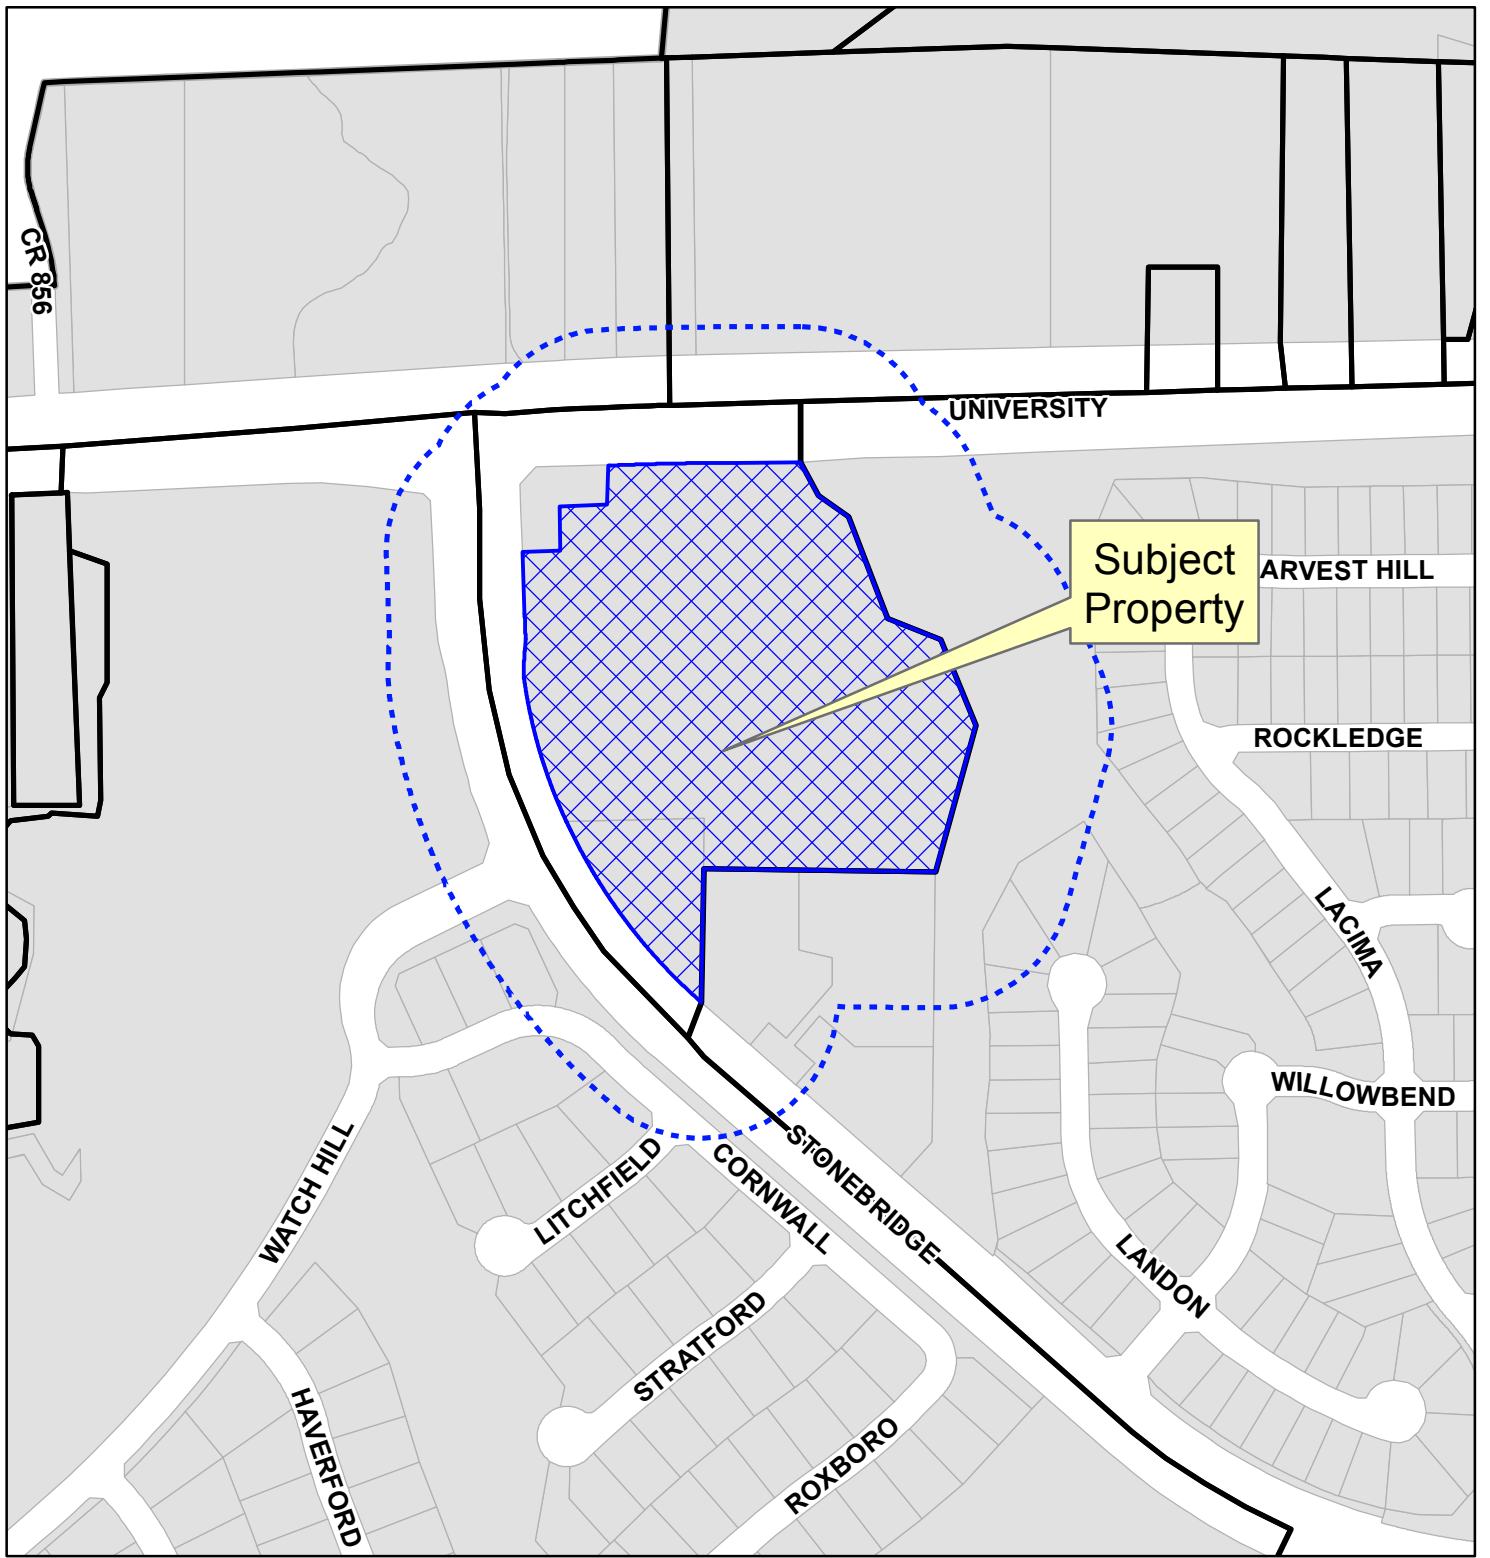 CR 856
UNIVERSITY
Subject
Property
ARVEST HILL
ROCKLEDGE
LACIMA
WILLOWBEND
WATCH HILL
LITCHFIELD
CORNWALL
STONEBRIDGE
LANDON
STRATFORD
HAVERFORD
ROXBORO